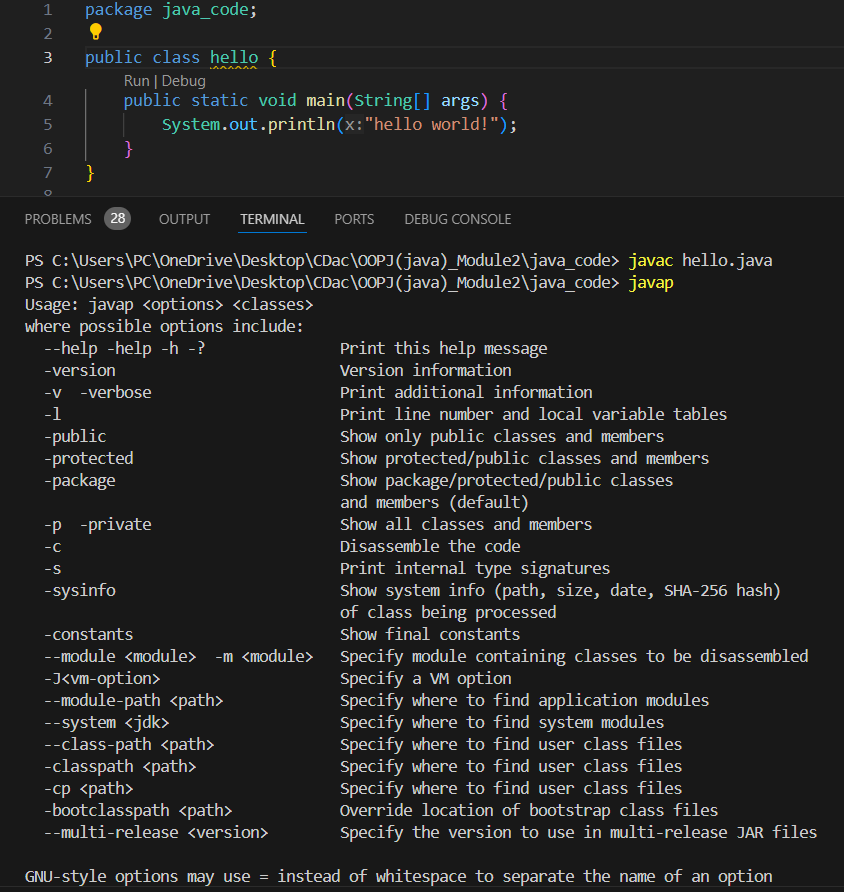 1 package java_code;
2
3 public class hello {
Run | Debug
4 public static void main(String[] args) {
5 System.out.println(x:"hello world!");
6 }
7 }
8
PROBLEMS 28 OUTPUT TERMINAL PORTS DEBUG CONSOLE
PS C:\Users\PC\OneDrive\Desktop\CDac\OOPJ(java)_Module2\java_code> javac hello.java
PS C:\Users\PC\OneDrive\Desktop\CDac\OOPJ(java)_Module2\java_code> javap
Usage: javap <options> <classes>
where possible options include:
--help -help -h -? Print this help message
-version Version information
-v -verbose Print additional information
-l Print line number and local variable tables
-public Show only public classes and members
-protected Show protected/public classes and members
-package Show package/protected/public classes
and members (default)
-p -private Show all classes and members
-c Disassemble the code
-s Print internal type signatures
-sysinfo Show system info (path, size, date, SHA-256 hash)
of class being processed
-constants Show final constants
--module <module> -m <module> Specify module containing classes to be disassembled
-J<vm-option> Specify a VM option
--module-path <path> Specify where to find application modules
--system <jdk> Specify where to find system modules
--class-path <path> Specify where to find user class files
-classpath <path> Specify where to find user class files
-cp <path> Specify where to find user class files
-bootclasspath <path> Override location of bootstrap class files
--multi-release <version> Specify the version to use in multi-release JAR files
GNU-style options may use = instead of whitespace to separate the name of an option